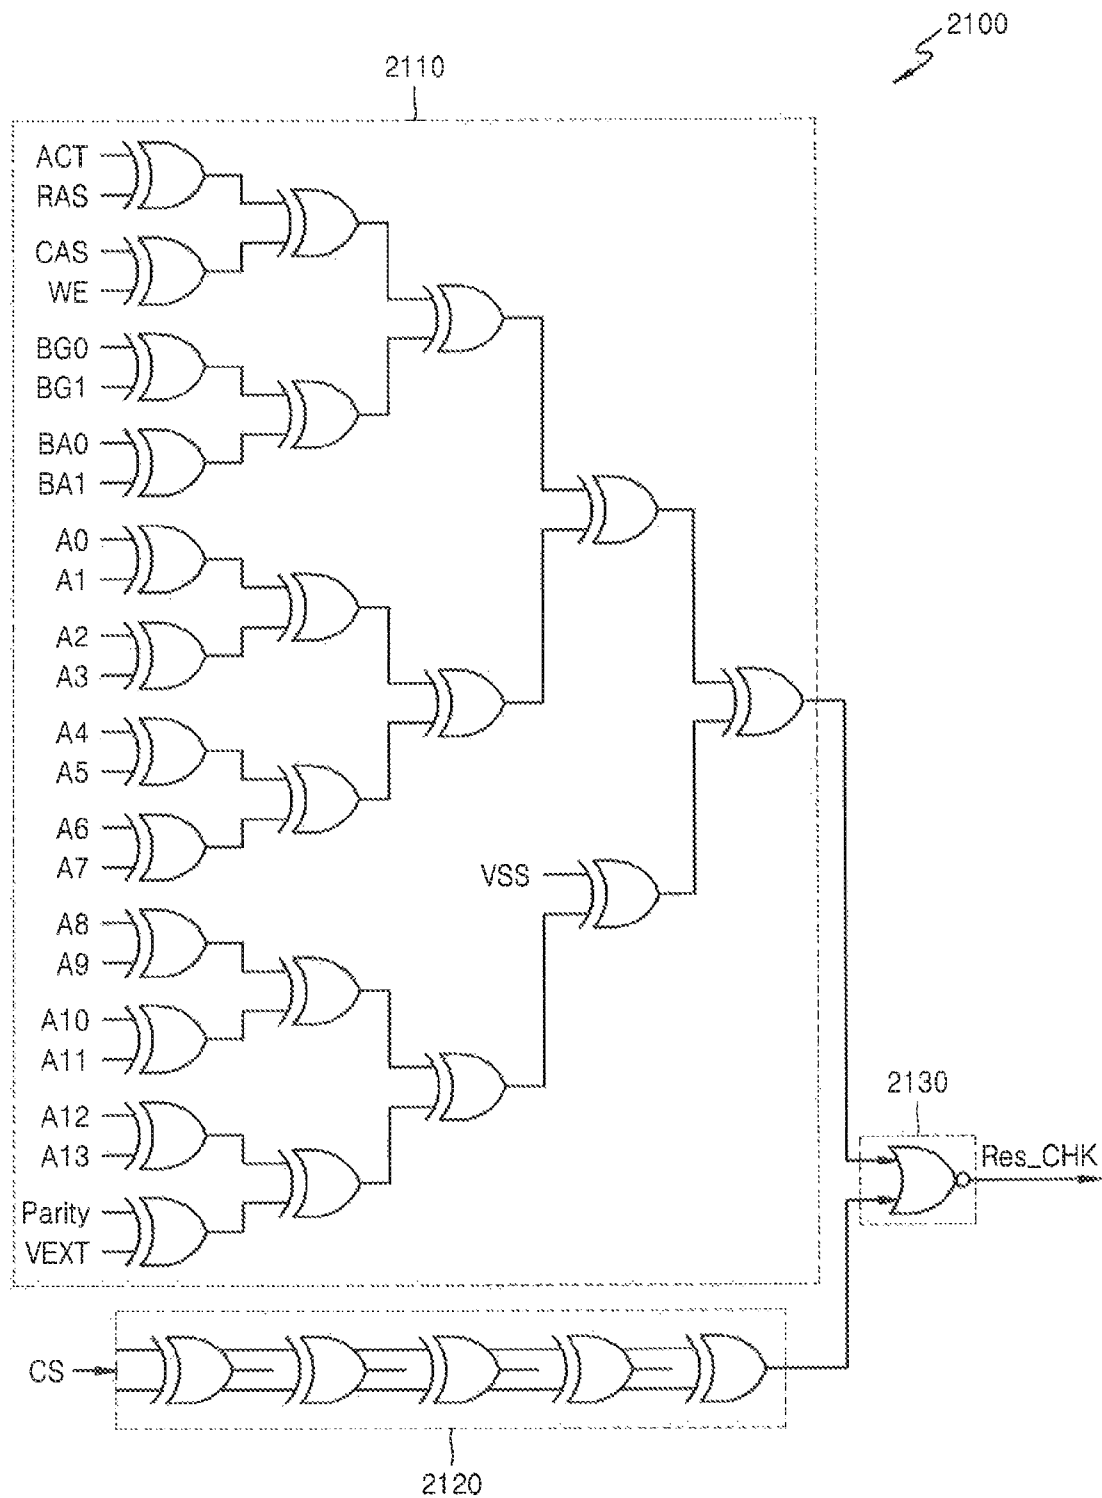 2100
2110
ACT
RAS
CAS
WE
BG0
BG1
BA0
BA1
A0
A1
A2
A3
A4
A5
A6
A7
VSS
A8
A9
A10
A11
A12
A13
Parity
VEXT
2130
Res_CHK
CS
2120